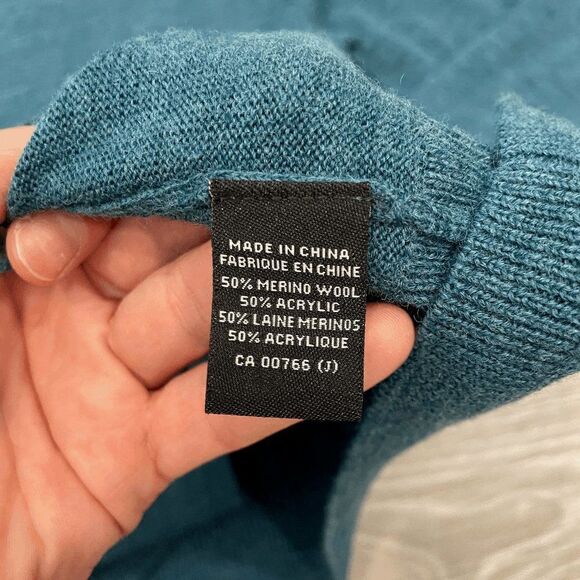 MADE IN CHINA
FABRIQUE EN CHINE
50% MERINO WOOL
50% ACRYLIC
50% LAINE MERINOS
50% ACRYLIQUE
CA 00766 (J)